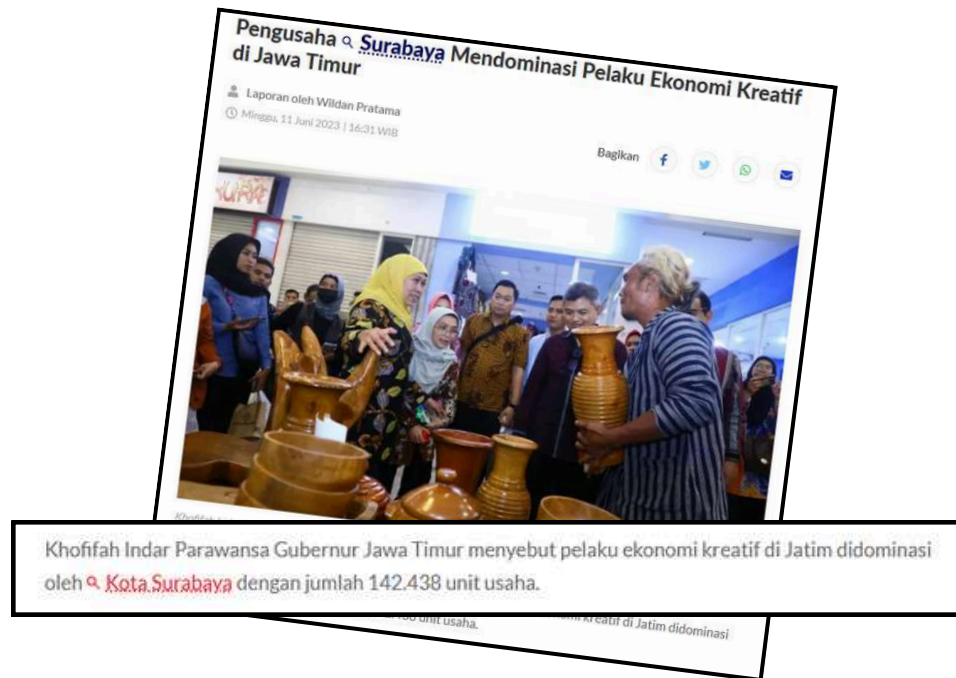 Pengusaha Surabaya Mendominasi Pelaku Ekonomi Kreatif
di Jawa Timur
Laporan oleh Wildan Pratama
Minggu, 11 Juni 2023 | 16:31 WIB
Bagikan
Khofifah Indar Parawansa Gubernur Jawa Timur menyebut pelaku ekonomi kreatif di Jatim didominasi
oleh Kota Surabaya dengan jumlah 142.438 unit usaha.
kreatif di Jatim didominasi
unit usaha.